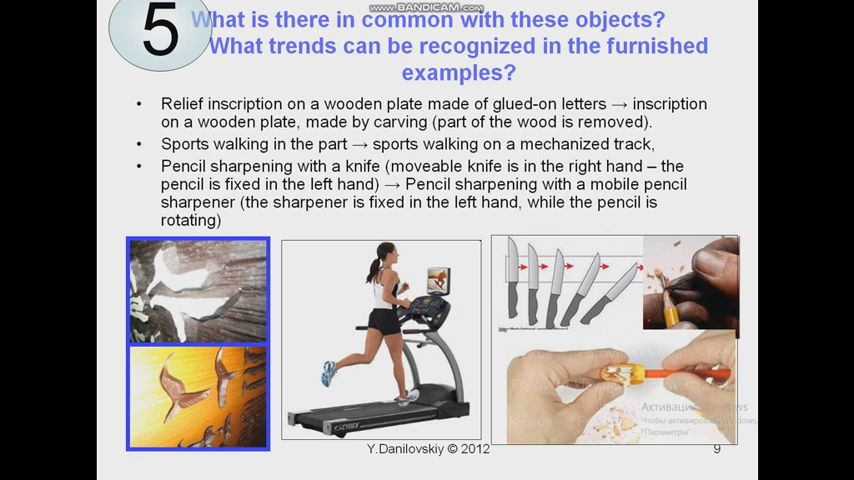 WWW.BANDICAM.COM
5
What is there in common with these objects?
What trends can be recognized in the furnished
examples?
• Relief inscription on a wooden plate made of glued-on letters → inscription
on a wooden plate, made by carving (part of the wood is removed).
• Sports walking in the part → sports walking on a mechanized track,
• Pencil sharpening with a knife (moveable knife is in the right hand – the
pencil is fixed in the left hand) → Pencil sharpening with a mobile pencil
sharpener (the sharpener is fixed in the left hand, while the pencil is
rotating)
CYBEX
Активация Windows
Чтобы активировать Windows,
"Параметры".
Y.Danilovskiy © 2012
9